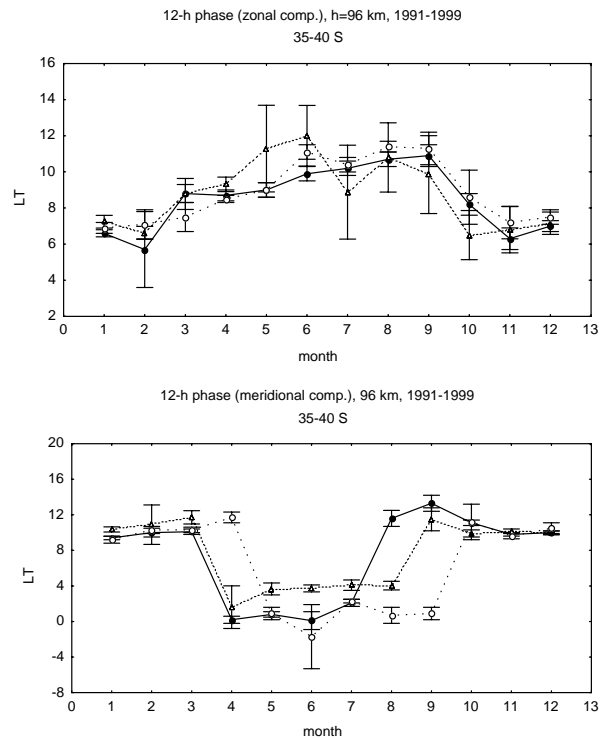 12-h phase (zonal comp.), h=96 km, 1991-1999
35-40 S
16
14
12
10
8
6
4
2
LT
0 1 2 3 4 5 6 7 8 9 10 11 12 13
month
12-h phase (meridional comp.), 96 km, 1991-1999
35-40 S
20
16
12
8
4
0
-4
-8
LT
0 1 2 3 4 5 6 7 8 9 10 11 12 13
month